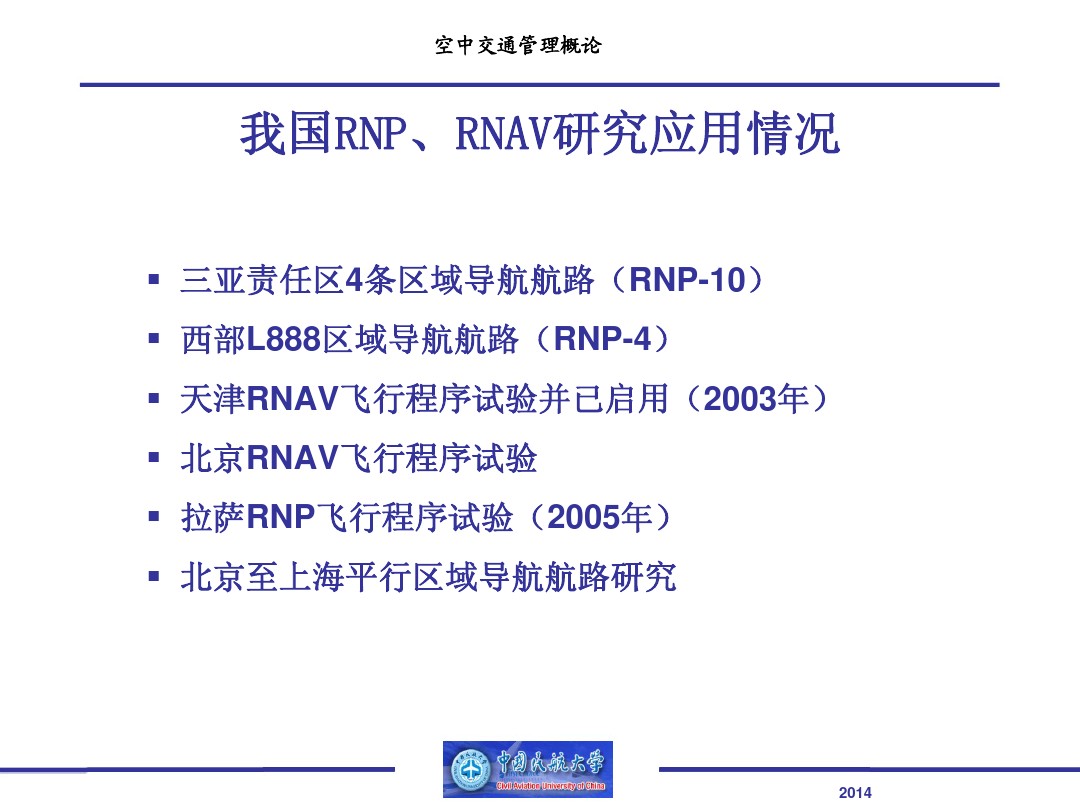 空中交通管理概论
我国RNP、RNAV研究应用情况
▪ 三亚责任区4条区域导航航路（RNP-10）
▪ 西部L888区域导航航路（RNP-4）
▪ 天津RNAV飞行程序试验并已启用（2003年）
▪ 北京RNAV飞行程序试验
▪ 拉萨RNP飞行程序试验（2005年）
▪ 北京至上海平行区域导航航路研究
中国民航大学
Civil Aviation University of China
2014